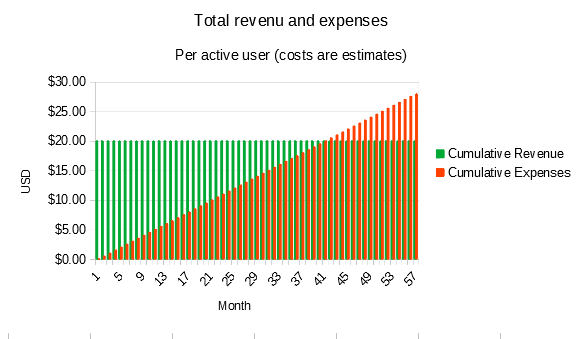 Total revenu and expenses
Per active user (costs are estimates)
$30.00
$25.00
$20.00
$15.00
$10.00
$5.00
$0.00
USD
1 5 9 13 17 21 25 29 33 37 41 45 49 53 57
Month
Cumulative Revenue
Cumulative Expenses